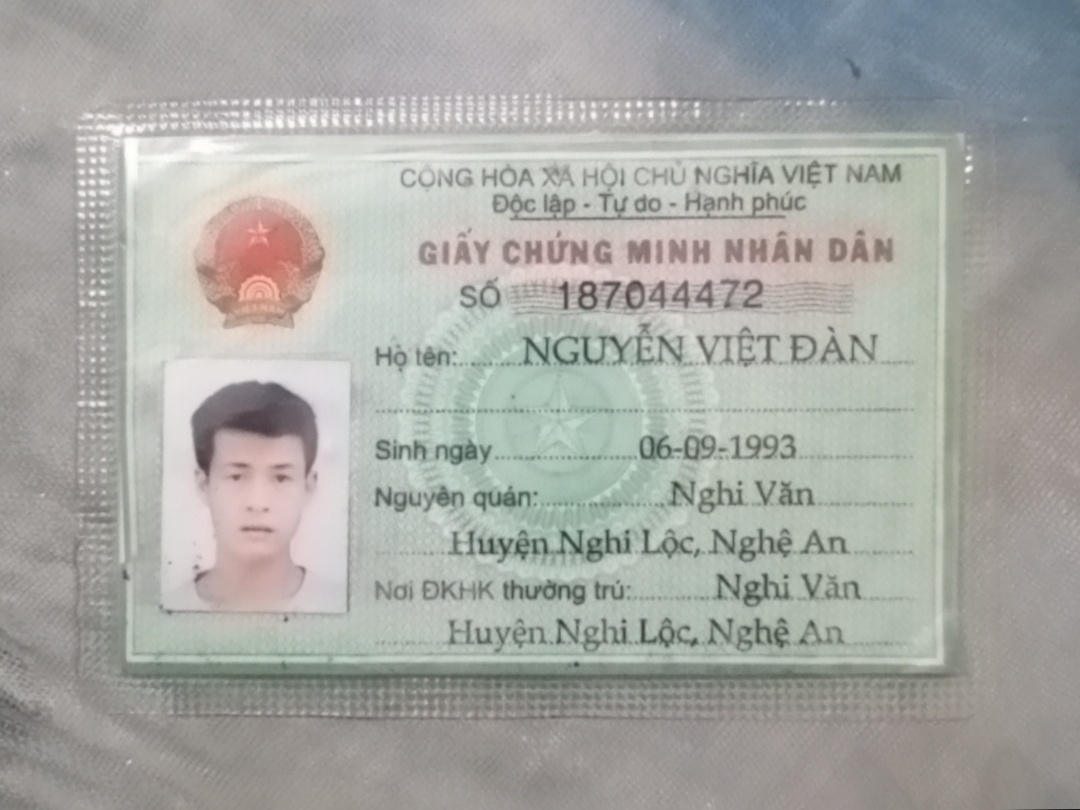 CỘNG HÒA XÃ HỘI CHỦ NGHĨA VIỆT NAM
Độc lập - Tự do - Hạnh phúc
GIẤY CHỨNG MINH NHÂN DÂN
SỐ 187044472
Họ tên: NGUYỄN VIỆT ĐÀN
Sinh ngày 06-09-1993
Nguyên quán: Nghi Văn
Huyện Nghi Lộc, Nghệ An
Nơi ĐKHK thường trú: Nghi Văn
Huyện Nghi Lộc, Nghệ An